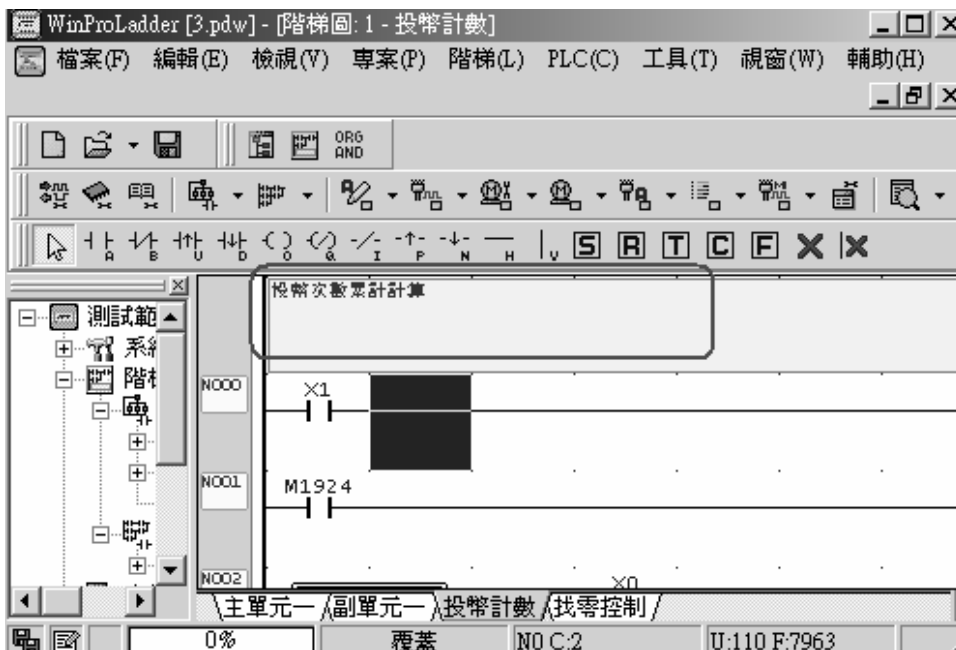 WinProLadder [3.pdw] - [階梯圖: 1 - 投幣計數]
檔案(F) 編輯(E) 檢視(V) 專案(P) 階梯(L) PLC(C) 工具(T) 視窗(W) 輔助(H)
ORG
AND
A B U D O Q I P N H V S R T C F
投幣次數累計計算
測試範
系統
階梯
N000 X1
N001 M1924
N002 X0
主單元一 副單元一 投幣計數 找零控制
0% 覆蓋 N0 C:2 U:110 F:7963